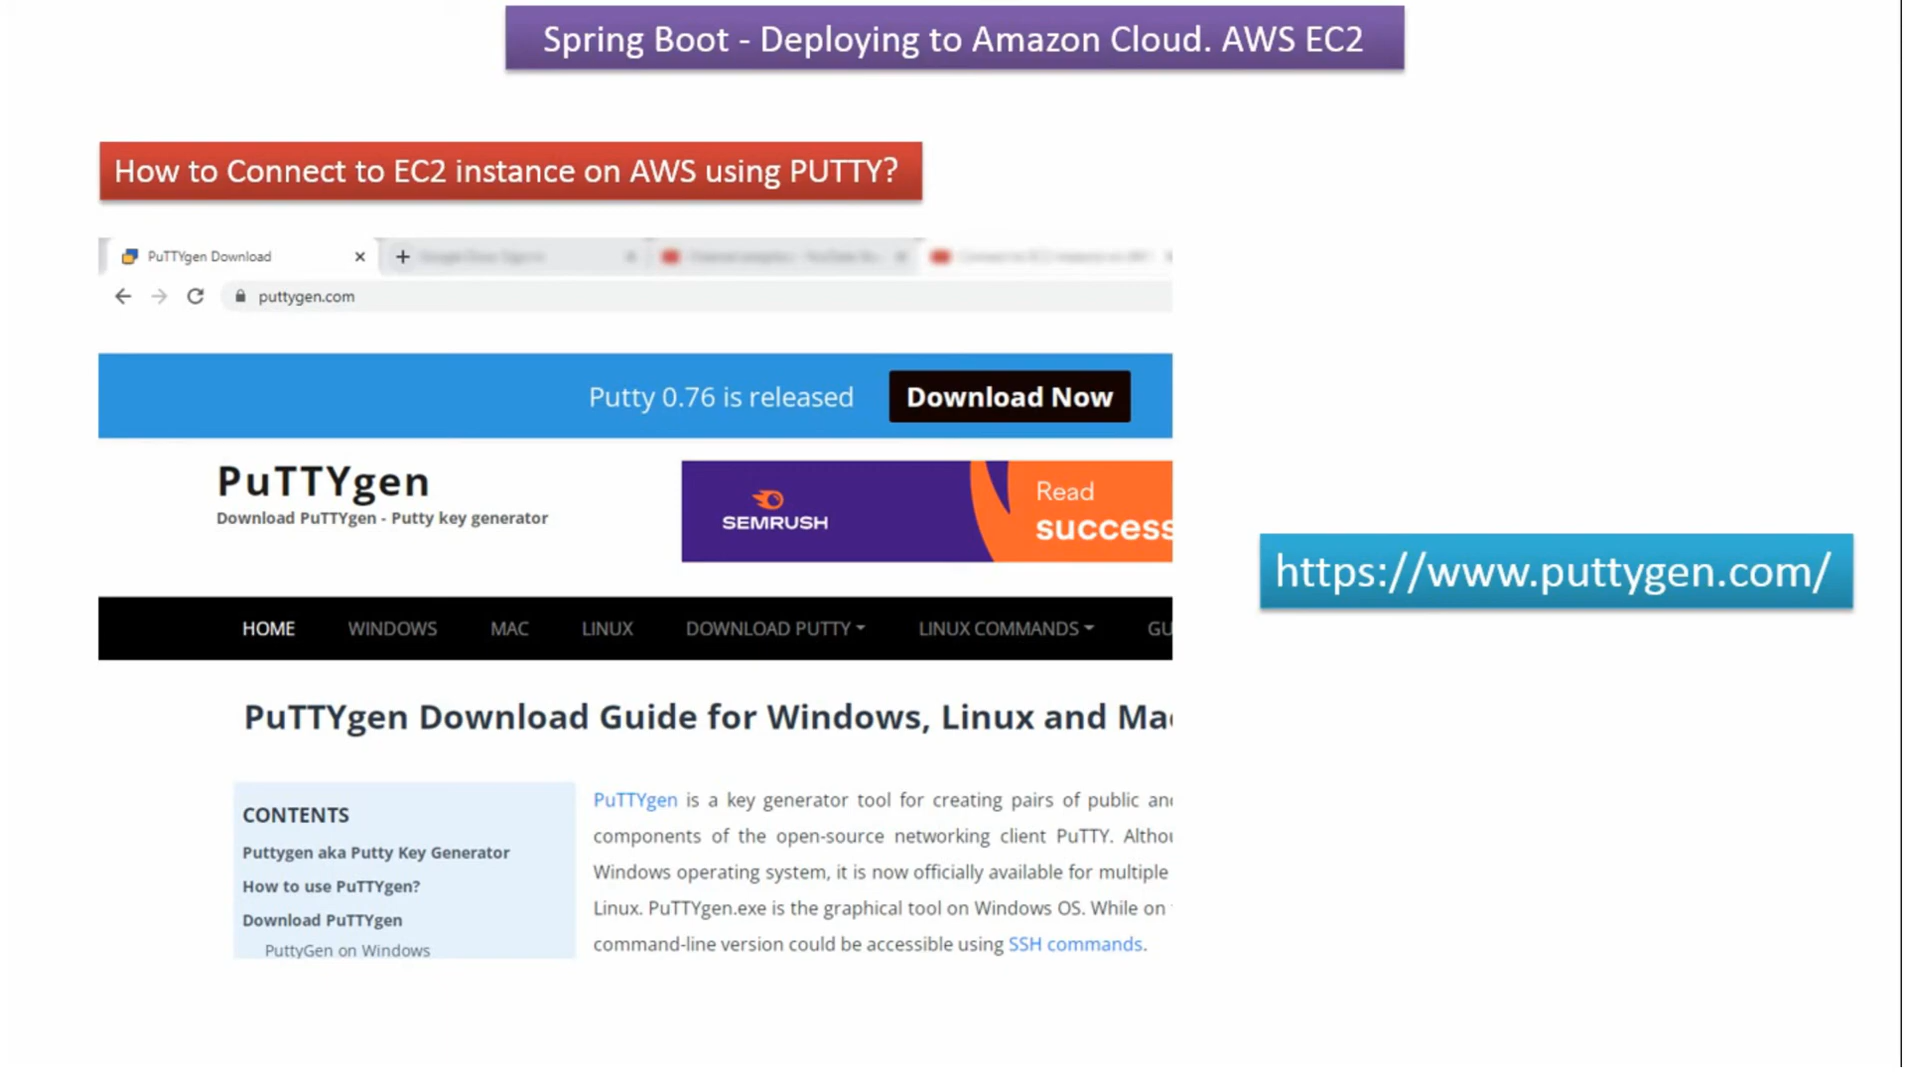 Spring Boot - Deploying to Amazon Cloud. AWS EC2
How to Connect to EC2 instance on AWS using PUTTY?
PuTTYgen Download
puttygen.com
Putty 0.76 is released
Download Now
PuTTYgen
Download PuTTYgen - Putty key generator
SEMRUSH
Read
success
HOME WINDOWS MAC LINUX DOWNLOAD PUTTY LINUX COMMANDS GU
https://www.puttygen.com/
PuTTYgen Download Guide for Windows, Linux and Mac
CONTENTS
Puttygen aka Putty Key Generator
How to use PuTTYgen?
Download PuTTYgen
PuttyGen on Windows
PuTTYgen is a key generator tool for creating pairs of public and
components of the open-source networking client PuTTY. Althou
Windows operating system, it is now officially available for multiple
Linux. PuTTYgen.exe is the graphical tool on Windows OS. While on
command-line version could be accessible using SSH commands.